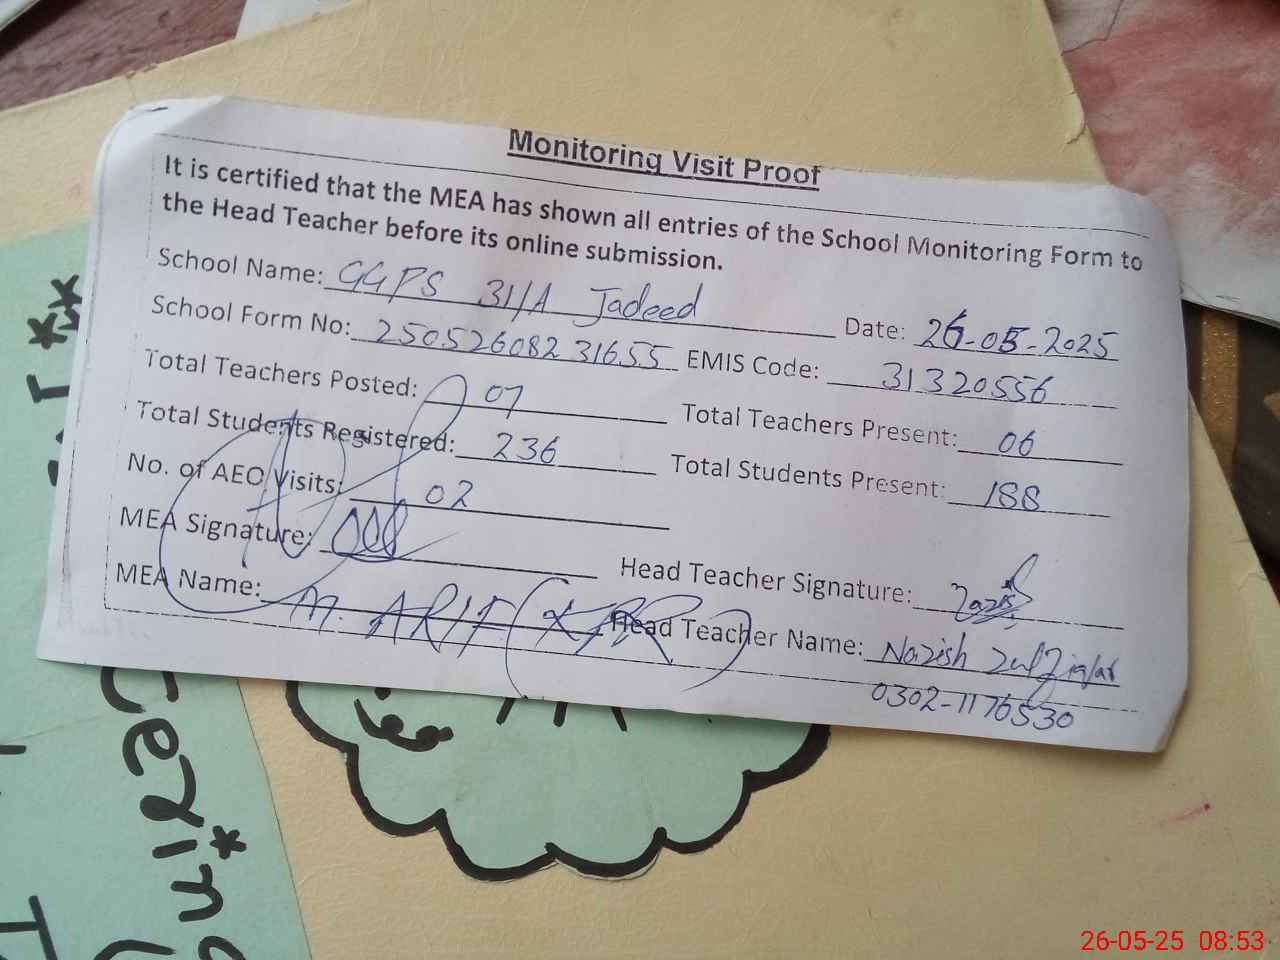 Monitoring Visit Proof
It is certified that the MEA has shown all entries of the School Monitoring Form to
the Head Teacher before its online submission.
School Name: GGPS 31/A Jadeed Date: 26-05-2025
School Form No: 25052608231655 EMIS Code: 31320556
Total Teachers Posted: 07 Total Teachers Present: 06
Total Students Registered: 236 Total Students Present: 188
No. of AEO Visits: 02
MEA Signature: Head Teacher Signature:
MEA Name: M. ARIF Head Teacher Name: Nazish Zulfiqar
0302-1176530
26-05-25 08:53